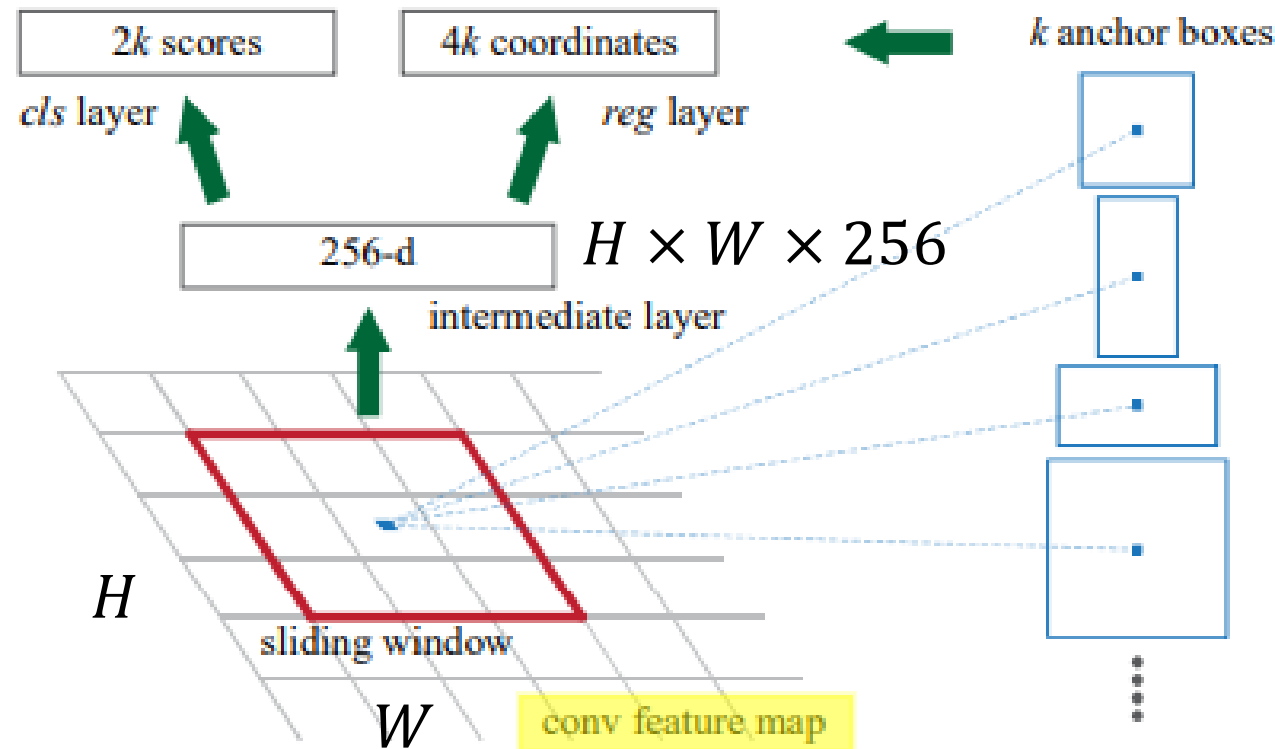 2k scores
4k coordinates
k anchor boxes
cls layer
reg layer
256-d
H × W × 256
intermediate layer
H
sliding window
W
conv feature map